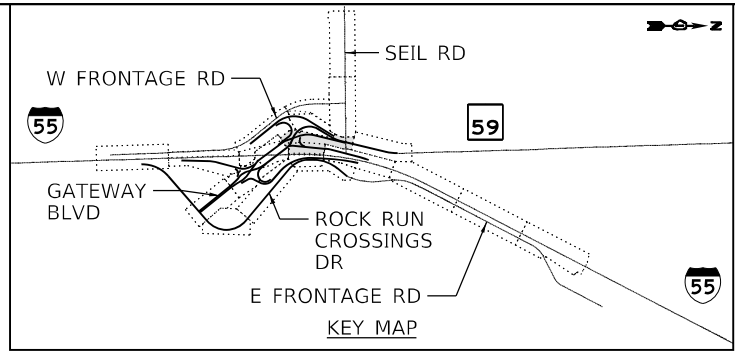 N
SEIL RD
W FRONTAGE RD
55
59
GATEWAY
BLVD
ROCK RUN
CROSSINGS
DR
E FRONTAGE RD
55
KEY MAP